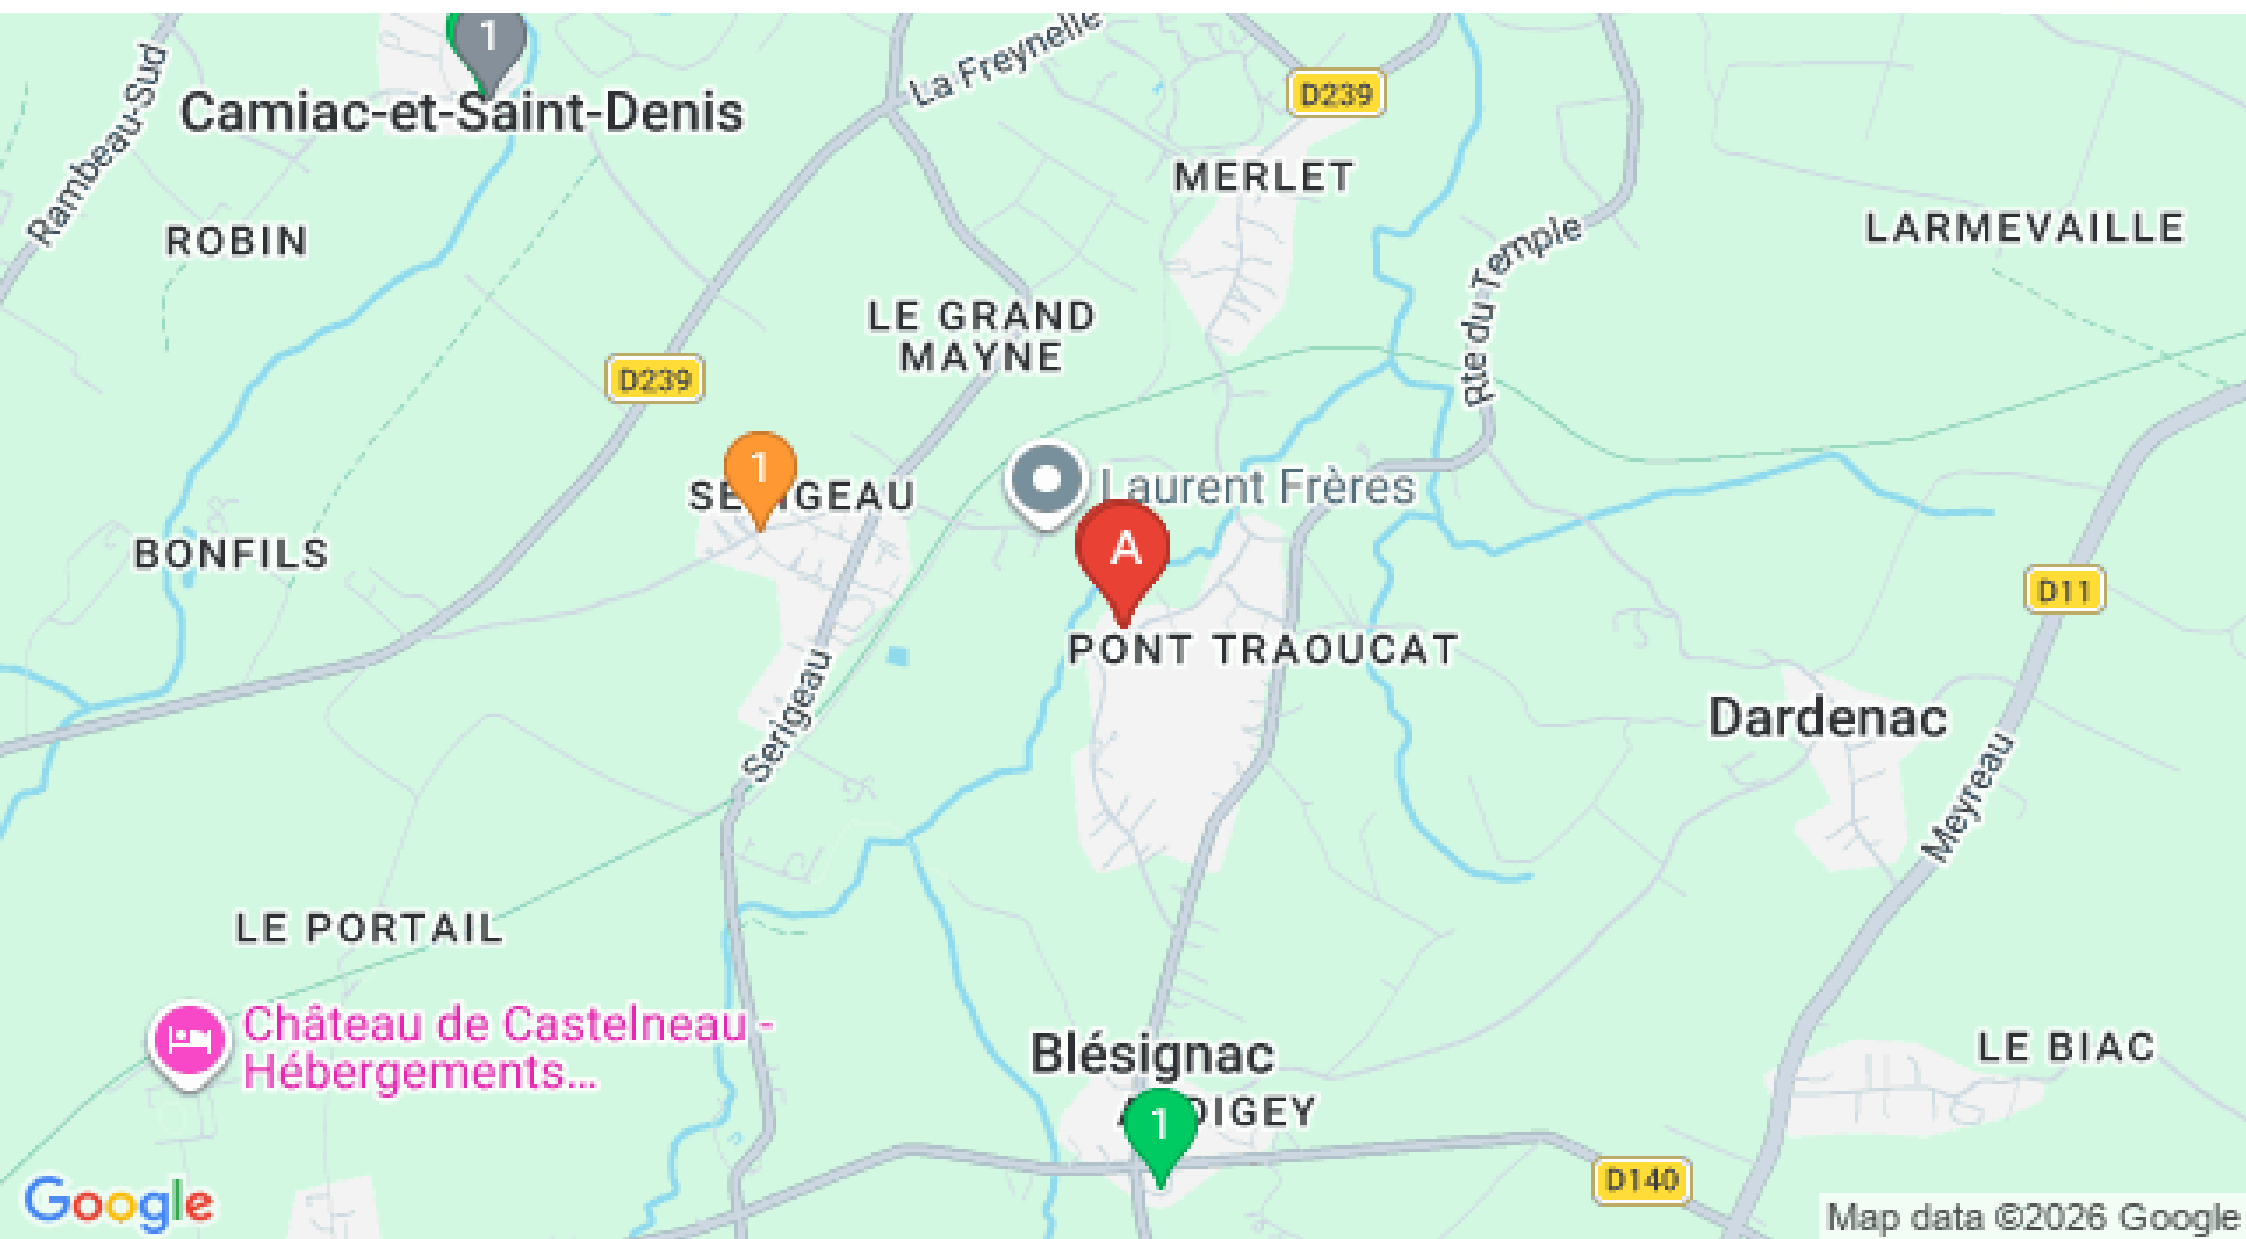 1
Camiac-et-Saint-Denis
Rambeau-Sud
La Freynelle
D239
MERLET
ROBIN
LARMEVAILLE
Rte du Temple
LE GRAND
MAYNE
D239
1
Laurent Frères
BONFILS
A
D11
PONT TRAOUCAT
Serigeau
Dardenac
Meyreau
LE PORTAIL
Château de Castelneau -
Hébergements...
Blésignac
LE BIAC
1
D140
Google
Map data ©2026 Google